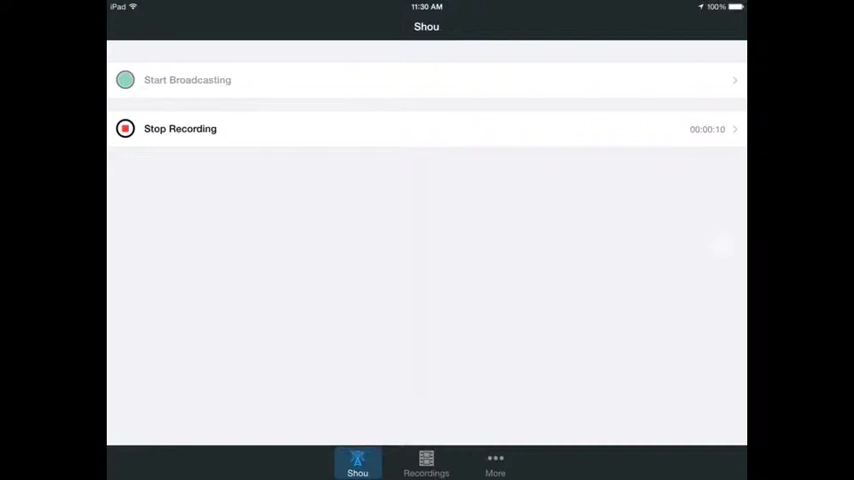 iPad 11:30 AM 100%
Shou
Start Broadcasting
Stop Recording 00:00:10
Shou Recordings More